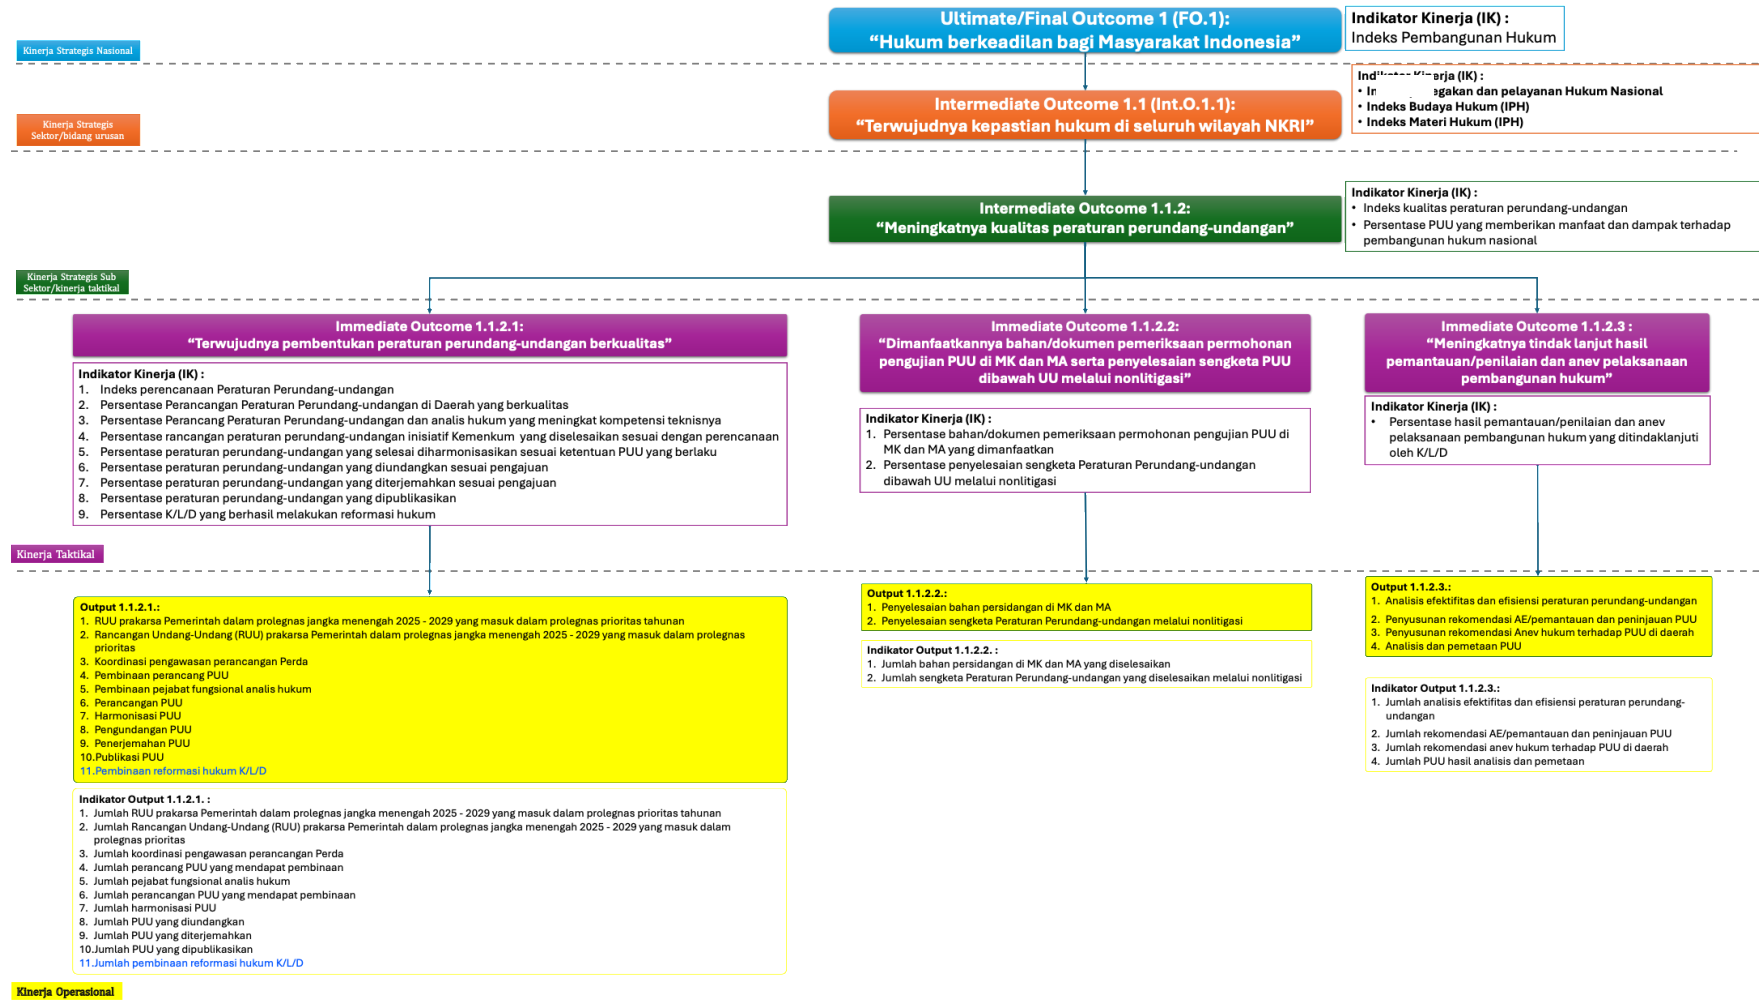 Ultimate/Final Outcome 1 (FO.1):
“Hukum berkeadilan bagi Masyarakat Indonesia”
Indikator Kinerja (IK) :
Indeks Pembangunan Hukum
Kinerja Strategis Nasional
Intermediate Outcome 1.1 (Int.O.1.1):
“Terwujudnya kepastian hukum di seluruh wilayah NKRI”
(IK) :
• dan pelayanan Hukum Nasional
• Indeks Budaya Hukum (IPH)
• Indeks Materi Hukum (IPH)
Kinerja Strategis
Sektor/bidang urusan
Intermediate Outcome 1.1.2:
“Meningkatnya kualitas peraturan perundang-undangan”
Indikator Kinerja (IK) :
• Indeks kualitas peraturan perundang-undangan
• Persentase PUU yang memberikan manfaat dan dampak terhadap
pembangunan hukum nasional
Kinerja Strategis Sub
Sektor/kinerja taktikal
Immediate Outcome 1.1.2.1:
“Terwujudnya pembentukan peraturan perundang-undangan berkualitas”
Indikator Kinerja (IK) :
1. Indeks perencanaan Peraturan Perundang-undangan
2. Persentase Perancangan Peraturan Perundang-undangan di Daerah yang berkualitas
3. Persentase Perancang Peraturan Perundang-undangan dan analis hukum yang meningkat kompetensi teknisnya
4. Persentase rancangan peraturan perundang-undangan inisiatif Kemenkum yang diselesaikan sesuai dengan perencanaan
5. Persentase peraturan perundang-undangan yang selesai diharmonisasikan sesuai ketentuan PUU yang berlaku
6. Persentase peraturan perundang-undangan yang diundangkan sesuai pengajuan
7. Persentase peraturan perundang-undangan yang diterjemahkan sesuai pengajuan
8. Persentase peraturan perundang-undangan yang dipublikasikan
9. Persentase K/L/D yang berhasil melakukan reformasi hukum
Immediate Outcome 1.1.2.2:
“Dimanfaatkannya bahan/dokumen pemeriksaan permohonan
pengujian PUU di MK dan MA serta penyelesaian sengketa PUU
dibawah UU melalui nonlitigasi”
Indikator Kinerja (IK) :
1. Persentase bahan/dokumen pemeriksaan permohonan pengujian PUU di
MK dan MA yang dimanfaatkan
2. Persentase penyelesaian sengketa Peraturan Perundang-undangan
dibawah UU melalui nonlitigasi
Immediate Outcome 1.1.2.3 :
“Meningkatnya tindak lanjut hasil
pemantauan/penilaian dan anev pelaksanaan
pembangunan hukum”
Indikator Kinerja (IK) :
• Persentase hasil pemantauan/penilaian dan anev
pelaksanaan pembangunan hukum yang ditindaklanjuti
oleh K/L/D
Kinerja Taktikal
Output 1.1.2.1.:
1. RUU prakarsa Pemerintah dalam prolegnas jangka menengah 2025 - 2029 yang masuk dalam prolegnas prioritas tahunan
2. Rancangan Undang-Undang (RUU) prakarsa Pemerintah dalam prolegnas jangka menengah 2025 - 2029 yang masuk dalam prolegnas
prioritas
3. Koordinasi pengawasan perancangan Perda
4. Pembinaan perancang PUU
5. Pembinaan pejabat fungsional analis hukum
6. Perancangan PUU
7. Harmonisasi PUU
8. Pengundangan PUU
9. Penerjemahan PUU
10.Publikasi PUU
11.Pembinaan reformasi hukum K/L/D
Indikator Output 1.1.2.1. :
1. Jumlah RUU prakarsa Pemerintah dalam prolegnas jangka menengah 2025 - 2029 yang masuk dalam prolegnas prioritas tahunan
2. Jumlah Rancangan Undang-Undang (RUU) prakarsa Pemerintah dalam prolegnas jangka menengah 2025 - 2029 yang masuk dalam
prolegnas prioritas
3. Jumlah koordinasi pengawasan perancangan Perda
4. Jumlah perancang PUU yang mendapat pembinaan
5. Jumlah pejabat fungsional analis hukum
6. Jumlah perancangan PUU yang mendapat pembinaan
7. Jumlah harmonisasi PUU
8. Jumlah PUU yang diundangkan
9. Jumlah PUU yang diterjemahkan
10.Jumlah PUU yang dipublikasikan
11.Jumlah pembinaan reformasi hukum K/L/D
Output 1.1.2.2.:
1. Penyelesaian bahan persidangan di MK dan MA
2. Penyelesaian sengketa Peraturan Perundang-undangan melalui nonlitigasi
Indikator Output 1.1.2.2. :
1. Jumlah bahan persidangan di MK dan MA yang diselesaikan
2. Jumlah sengketa Peraturan Perundang-undangan yang diselesaikan melalui nonlitigasi
Output 1.1.2.3.:
1. Analisis efektifitas dan efisiensi peraturan perundang-undangan
2. Penyusunan rekomendasi AE/pemantauan dan peninjauan PUU
3. Penyusunan rekomendasi Anev hukum terhadap PUU di daerah
4. Analisis dan pemetaan PUU
Indikator Output 1.1.2.3.:
1. Jumlah analisis efektifitas dan efisiensi peraturan perundang-
undangan
2. Jumlah rekomendasi AE/pemantauan dan peninjauan PUU
3. Jumlah rekomendasi anev hukum terhadap PUU di daerah
4. Jumlah PUU hasil analisis dan pemetaan
Kinerja Operasional